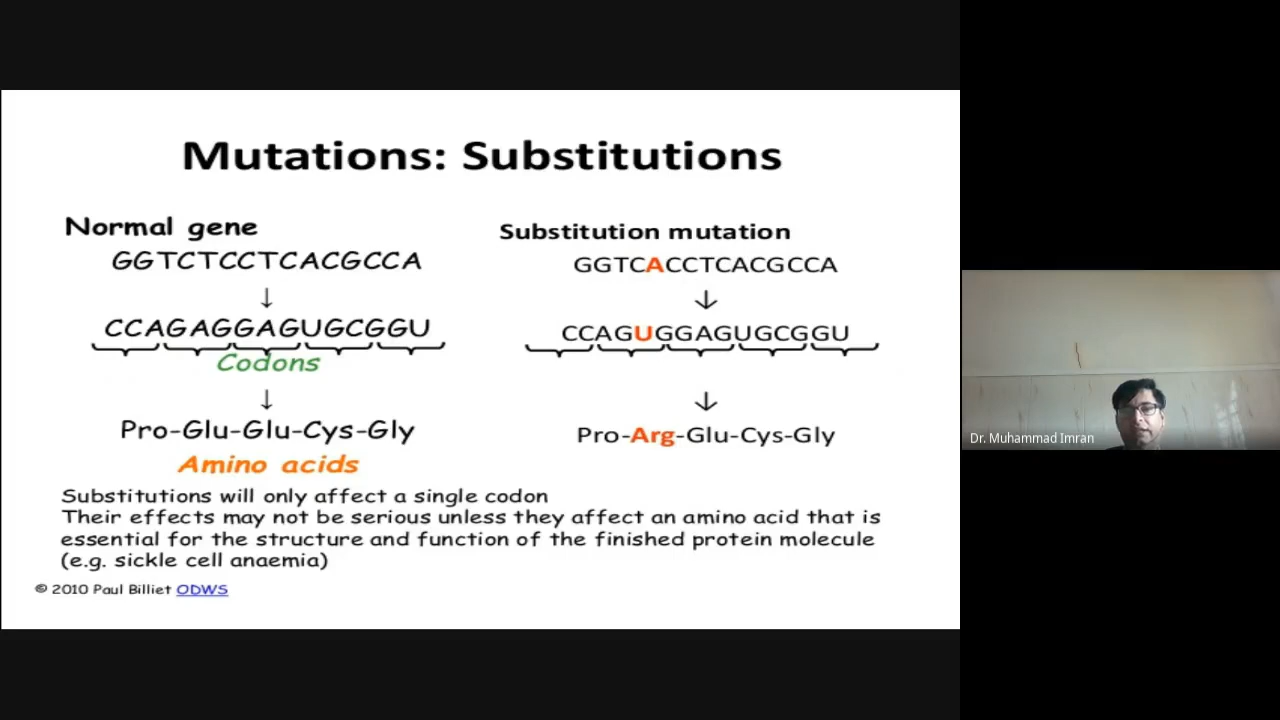 Mutations: Substitutions
Normal gene
GGTCTCCTCACGCCA
↓
CCAGAGGAGUGCGGU
Codons
↓
Pro-Glu-Glu-Cys-Gly
Amino acids
Substitution mutation
GGTCACCTCACGCCA
↓
CCAGUGGAGUGCGGU
↓
Pro-Arg-Glu-Cys-Gly
Substitutions will only affect a single codon
Their effects may not be serious unless they affect an amino acid that is
essential for the structure and function of the finished protein molecule
(e.g. sickle cell anaemia)
© 2010 Paul Billiet ODWS
Dr. Muhammad Imran